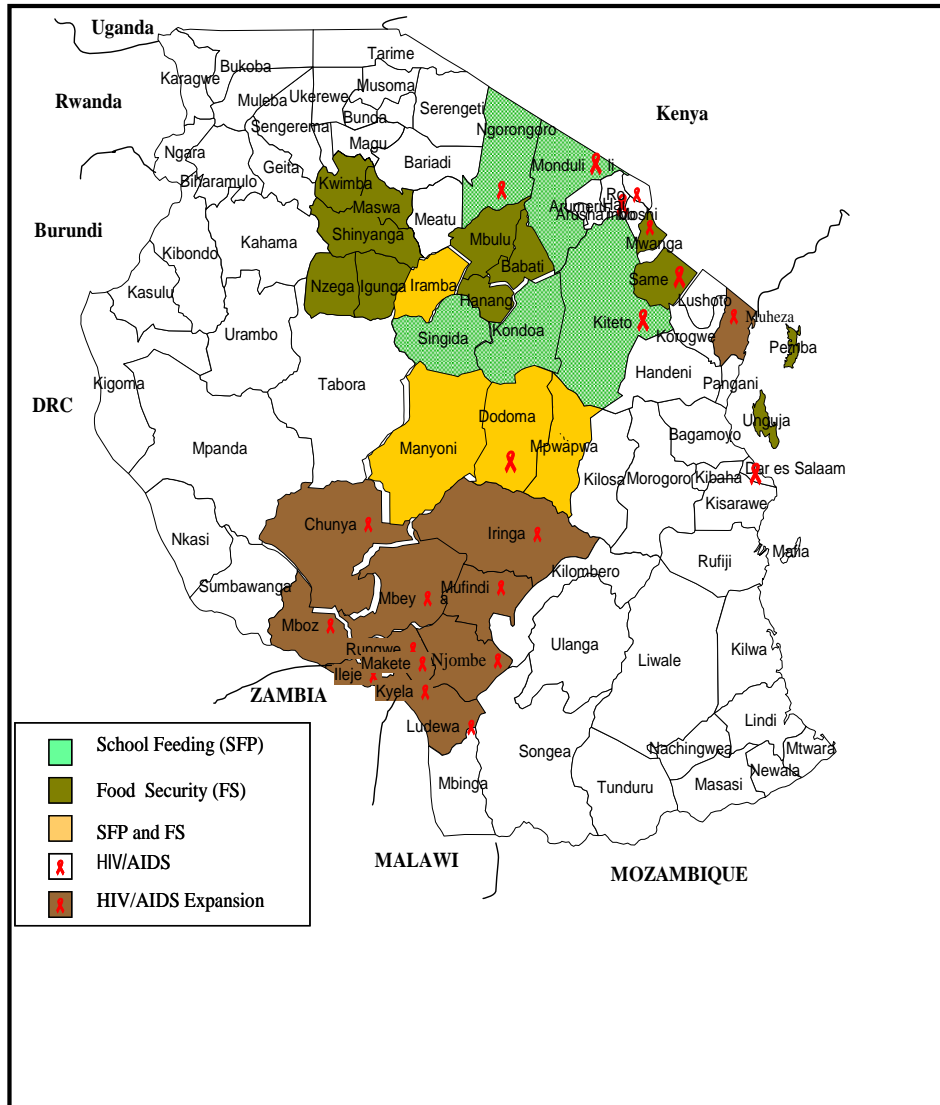 Uganda
Tarime
Bukoba
Karagwe
Musoma
Ukerewe
Muleba
Rwanda
Serengeti
Ngorongoro
Kenya
Bunda
Sengerema
Magu
Ngara
Bariadi
Monduli li
Geita
Biharamulo
Kwimba
Maswa
Meatu
Arusha
Moshi
Burundi
Shinyanga
Mbulu
Mwanga
Kibondo
Kahama
Babati
Same
Kasulu
Nzega
Igunga
Iramba
Hanang
Lushoto
Muheza
Kiteto
Urambo
Singida
Kondoa
Korogwe
Pemba
Handeni
Kigoma
Tabora
Pangani
DRC
Dodoma
Unguja
Mpanda
Manyoni
Mpwapwa
Bagamoyo
Dar es Salaam
Kilosa
Morogoro
Kibaha
Kisarawe
Chunya
Iringa
Nkasi
Mafia
Rufiji
Kilombero
Sumbawanga
Mufindi
Mbey a
Mboz
Ulanga
Rungwe
Kilwa
Liwale
Makete
Njombe
Ileje
ZAMBIA
Kyela
Lindi
Ludewa
Mtwara
Nachingwea
Songea
Newala
Mbinga
Tunduru
Masasi
MALAWI
MOZAMBIQUE
School Feeding (SFP)
Food Security (FS)
SFP and FS
HIV/AIDS
HIV/AIDS Expansion